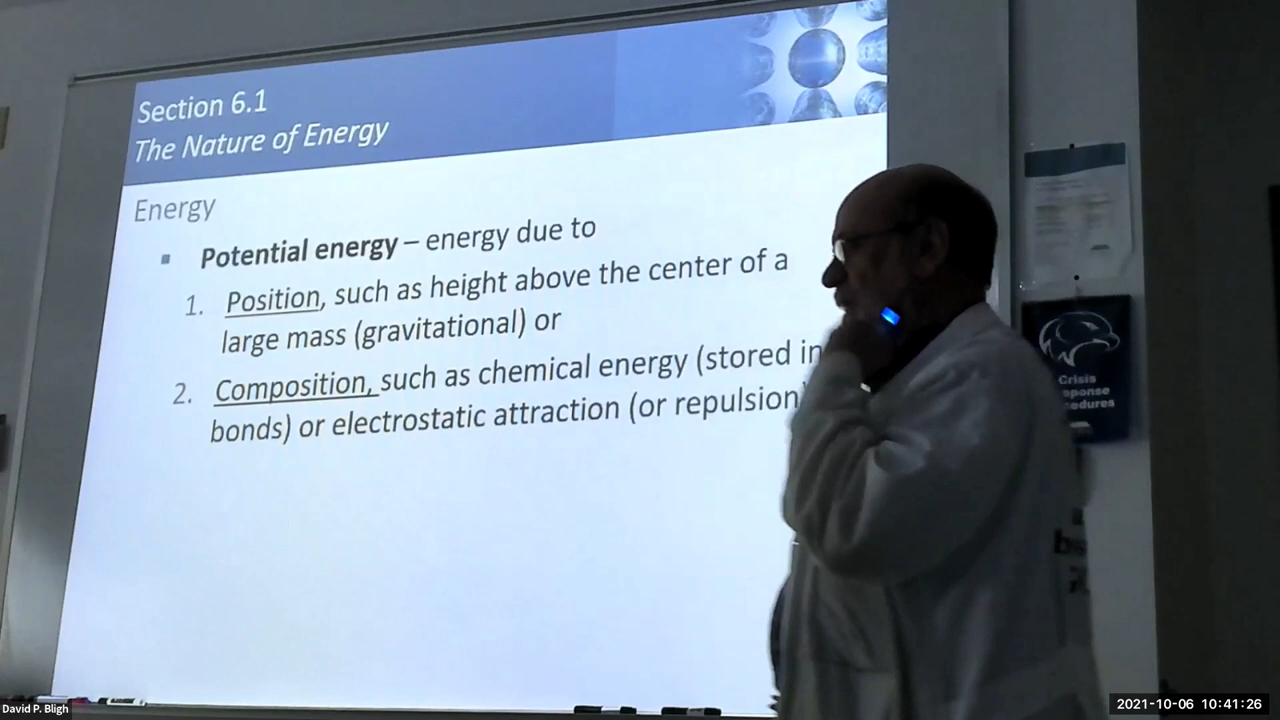 Section 6.1
The Nature of Energy
Energy
▪ Potential energy – energy due to
1. Position, such as height above the center of a
large mass (gravitational) or
2. Composition, such as chemical energy (stored in
bonds) or electrostatic attraction (or repulsion)
Crisis
sponse
edures
David P. Bligh
2021-10-06 10:41:26